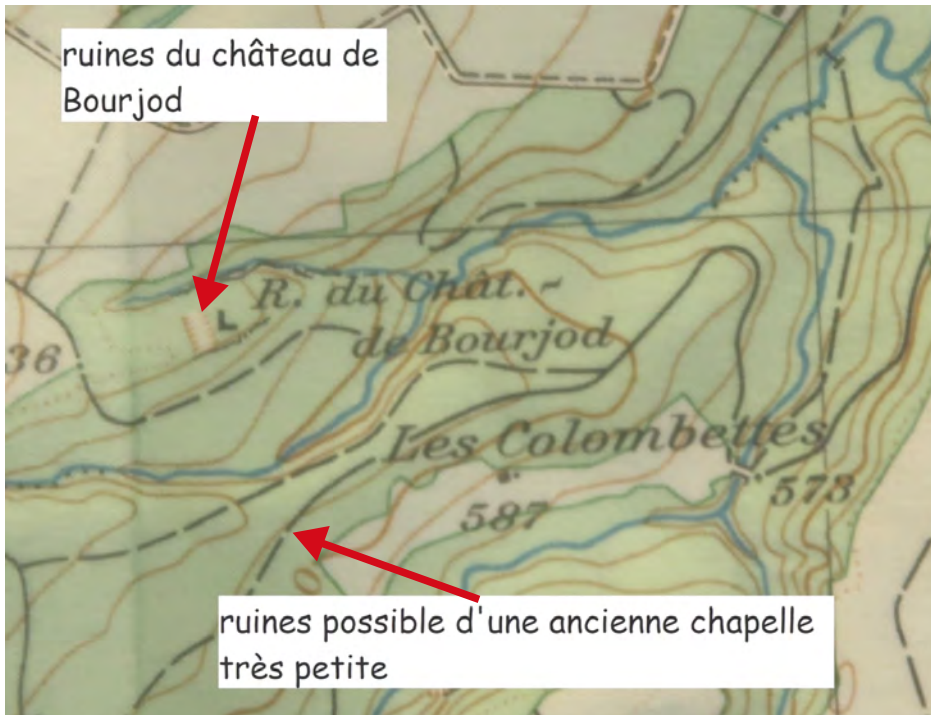 ruines du château de
Bourjod
R. du Chât.
de Bourjod
36
Les Colombettes
587
573
ruines possible d'une ancienne chapelle
très petite